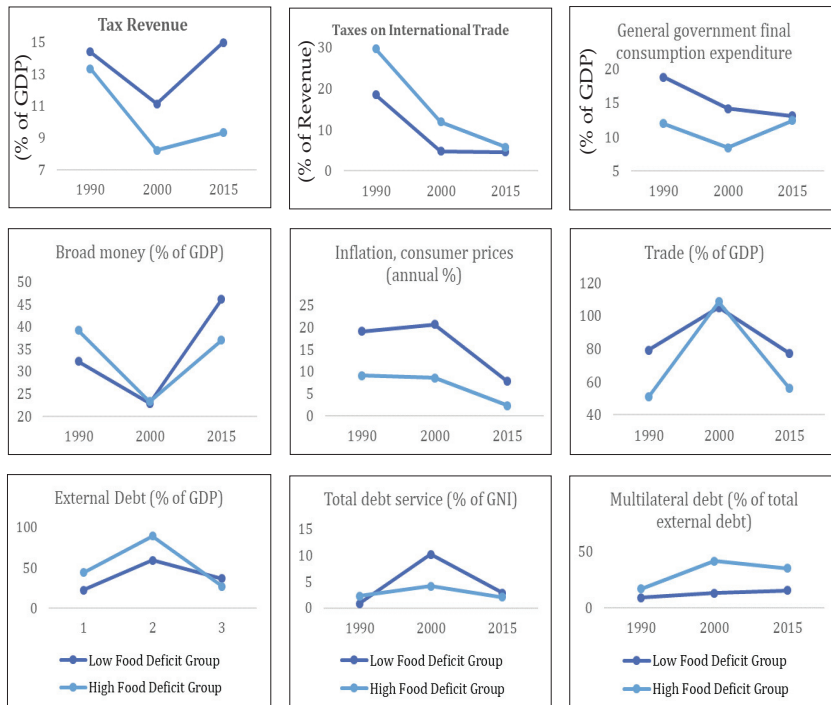 Tax Revenue
(% of GDP)
15
13
11
9
7
1990 2000 2015
Taxes on International Trade
(% of Revenue)
30
20
10
0
1990 2000 2015
General government final
consumption expenditure
(% of GDP)
20
15
10
5
1990 2000 2015
Broad money (% of GDP)
50
45
40
35
30
25
20
1990 2000 2015
Inflation, consumer prices
(annual %)
25
20
15
10
5
0
1990 2000 2015
Trade (% of GDP)
120
100
80
60
40
1990 2000 2015
External Debt (% of GDP)
100
50
0
1 2 3
Low Food Deficit Group
High Food Deficit Group
Total debt service (% of GNI)
15
10
5
0
1990 2000 2015
Low Food Deficit Group
High Food Deficit Group
Multilateral debt (% of total
external debt)
50
0
1990 2000 2015
Low Food Deficit Group
High Food Deficit Group